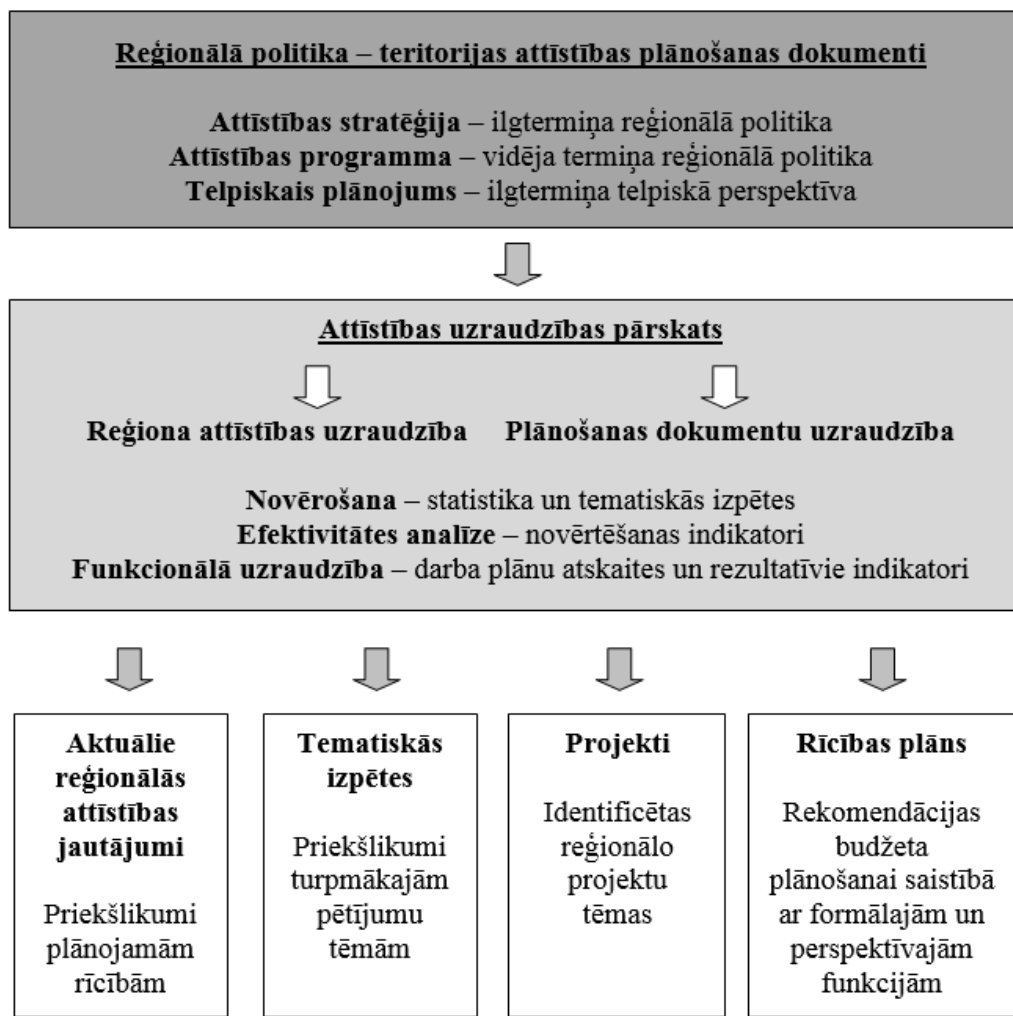 Reģionālā politika – teritorijas attīstības plānošanas dokumenti
Attīstības stratēģija – ilgtermiņa reģionālā politika
Attīstības programma – vidēja termiņa reģionālā politika
Telpiskais plānojums – ilgtermiņa telpiskā perspektīva
Attīstības uzraudzības pārskats
Reģiona attīstības uzraudzība Plānošanas dokumentu uzraudzība
Novērošana – statistika un tematiskās izpētes
Efektivitātes analīze – novērtēšanas indikatori
Funkcionālā uzraudzība – darba plānu atskaites un rezultatīvie indikatori
Aktuālie
reģionālās
attīstības
jautājumi
Priekšlikumi
plānojamām
rīcībām
Tematiskās
izpētes
Priekšlikumi
turpmākajām
pētījumu
tēmām
Projekti
Identificētas
reģionālo
projektu
tēmas
Rīcības plāns
Rekomendācijas
budžeta
plānošanai saistībā
ar formālajām un
perspektīvajām
funkcijām